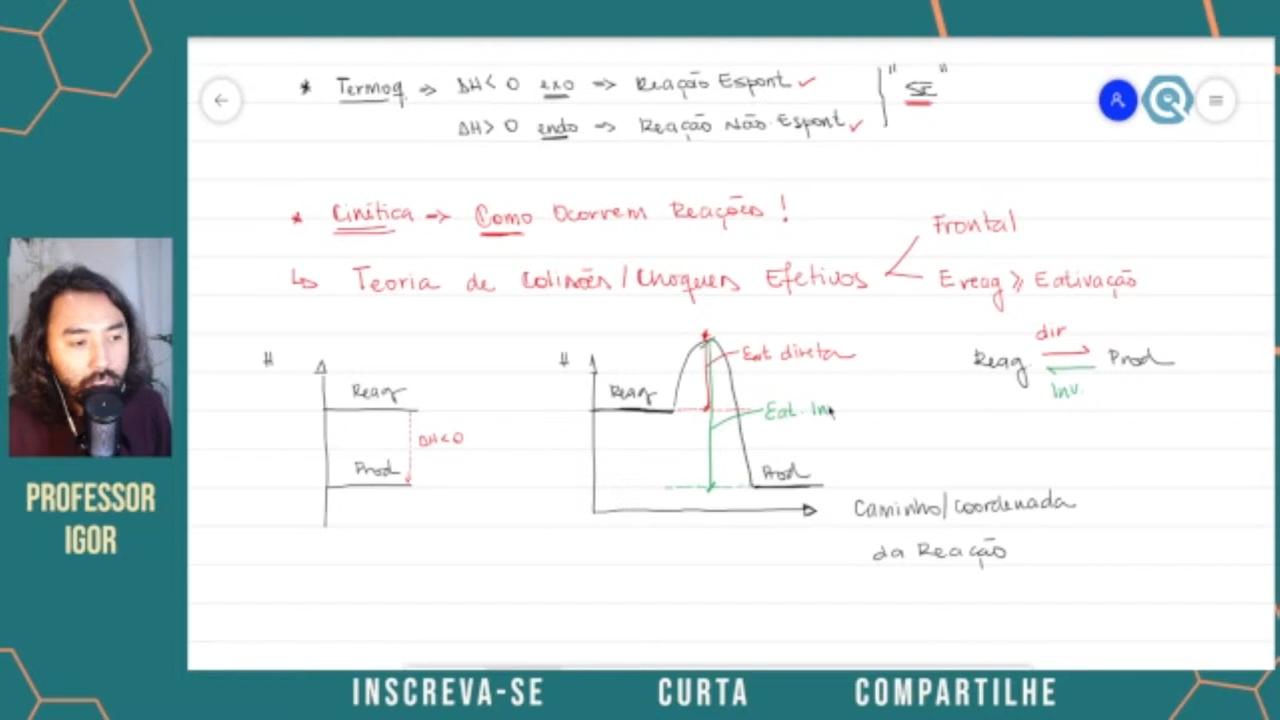 * Termoq → ΔH < 0 exo ⇒ Reação Espont ✓ } "SE"
ΔH > 0 endo ⇒ Reação Não Espont ✓
* Cinética → Como Ocorrem Reações!
↳ Teoria de Colisões/Choques Efetivos
Frontal
Ereag ⩾ Eativação
H
Reag
ΔH < 0
Prod
H
Reag
Eat direta
Eat. Inv
Prod
Caminho/coordenada
da Reação
dir
Reag Prod
Inv.
PROFESSOR
IGOR
INSCREVA-SE CURTA COMPARTILHE